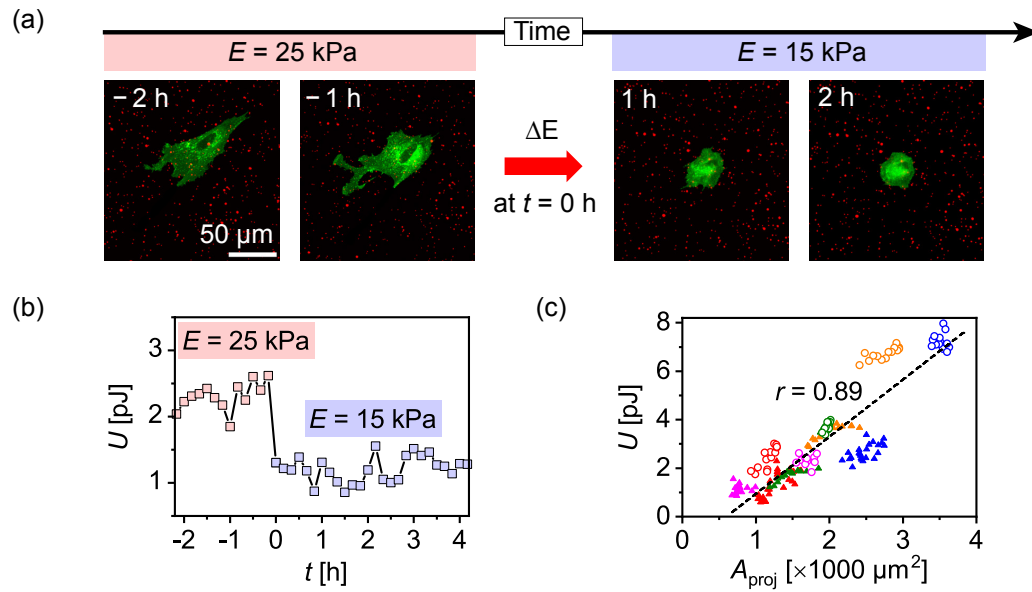 (a)
Time
E = 25 kPa
E = 15 kPa
− 2 h
− 1 h
1 h
2 h
ΔE
at t = 0 h
50 µm
(b)
E = 25 kPa
E = 15 kPa
3
2
1
U [pJ]
-2 -1 0 1 2 3 4
t [h]
(c)
r = 0.89
8
6
4
2
0
U [pJ]
0 1 2 3 4
Aproj [×1000 µm²]